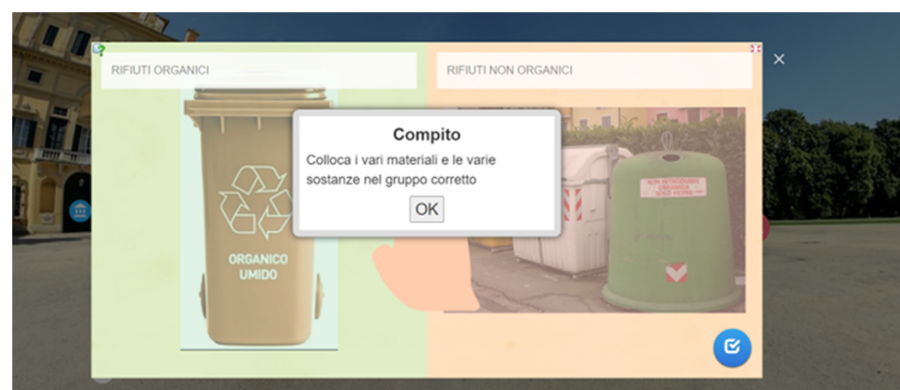 RIFIUTI ORGANICI
RIFIUTI NON ORGANICI
Compito
Colloca i vari materiali e le varie
sostanze nel gruppo corretto
OK
ORGANICO
UMIDO